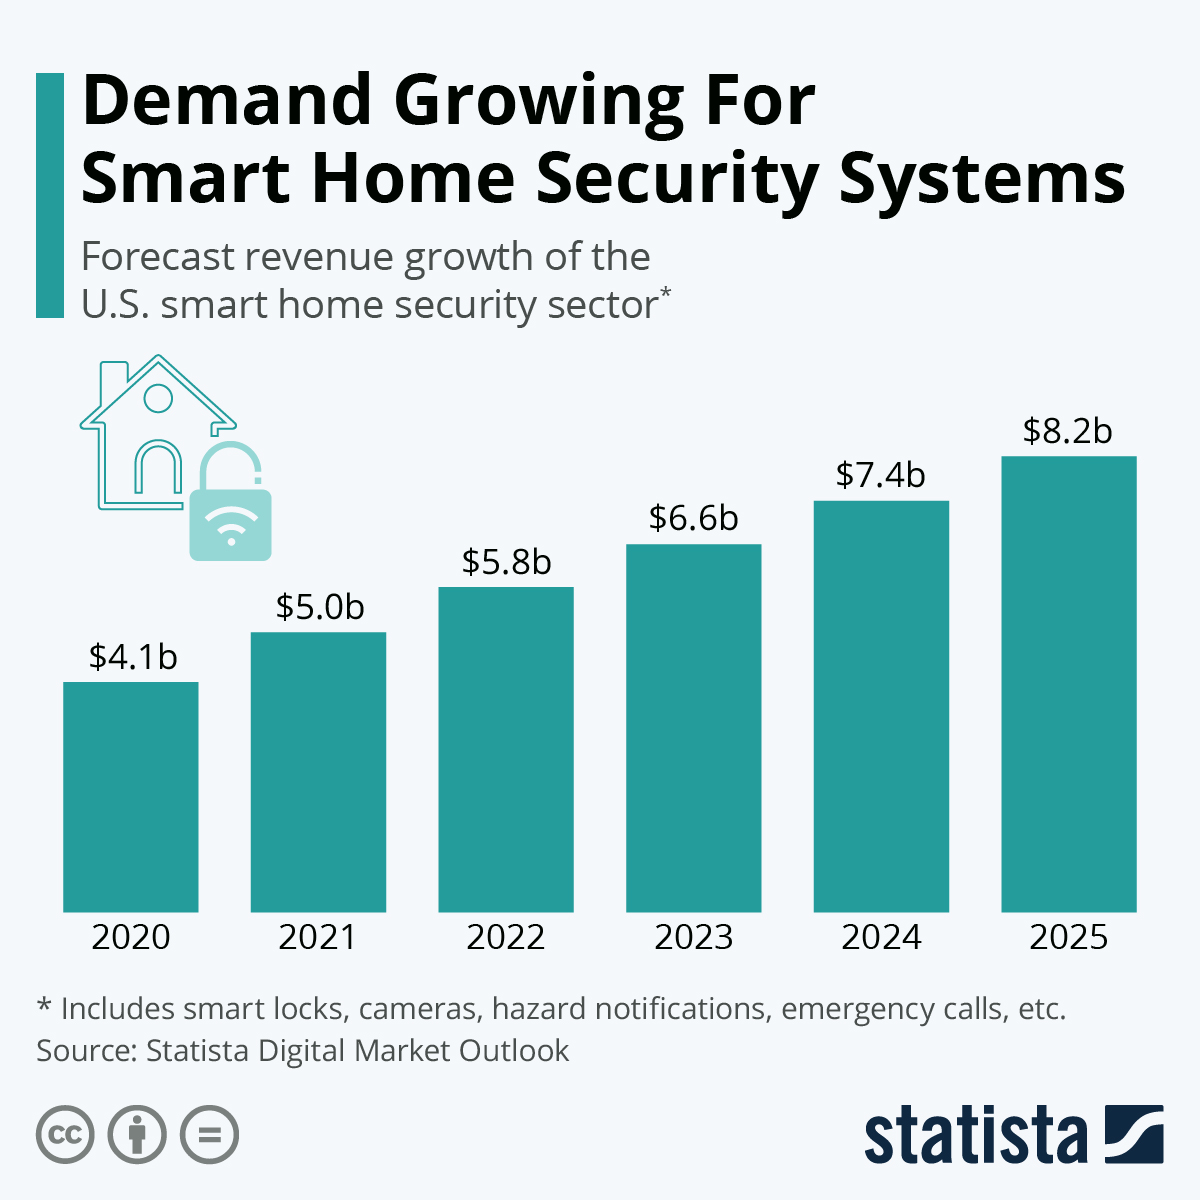 Demand Growing For
Smart Home Security Systems
Forecast revenue growth of the
U.S. smart home security sector*
$4.1b
$5.0b
$5.8b
$6.6b
$7.4b
$8.2b
2020
2021
2022
2023
2024
2025
* Includes smart locks, cameras, hazard notifications, emergency calls, etc.
Source: Statista Digital Market Outlook
cc
statista